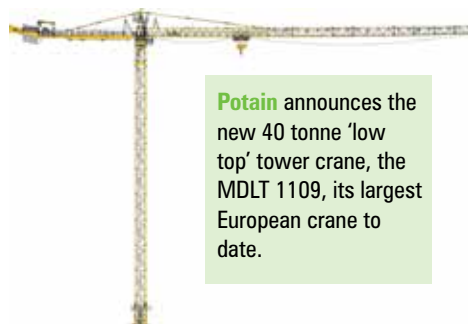 Potain announces the
new 40 tonne ‘low
top’ tower crane, the
MDLT 1109, its largest
European crane to
date.